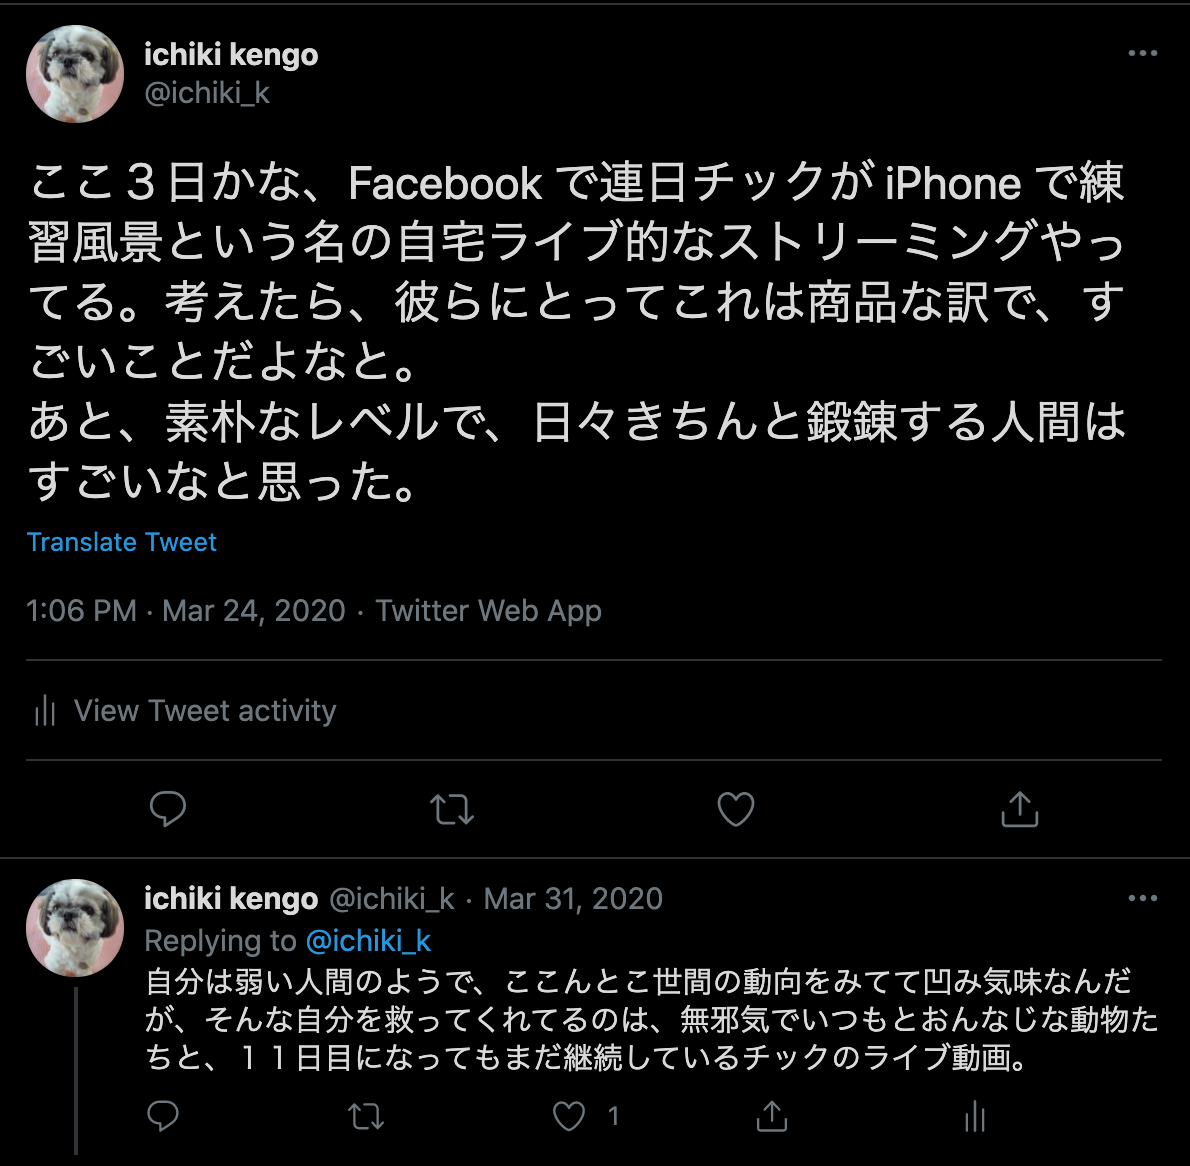 ichiki kengo
@ichiki_k
ここ３日かな、Facebook で連日チックが iPhone で練
習風景という名の自宅ライブ的なストリーミングやっ
てる。考えたら、彼らにとってこれは商品な訳で、す
ごいことだよなと。
あと、素朴なレベルで、日々きちんと鍛錬する人間は
すごいなと思った。
Translate Tweet
1:06 PM · Mar 24, 2020 · Twitter Web App
View Tweet activity
ichiki kengo @ichiki_k · Mar 31, 2020
Replying to @ichiki_k
自分は弱い人間のようで、ここんとこ世間の動向をみてて凹み気味なんだ
が、そんな自分を救ってくれてるのは、無邪気でいつもとおんなじな動物た
ちと、１１日目になってもまだ継続しているチックのライブ動画。
1